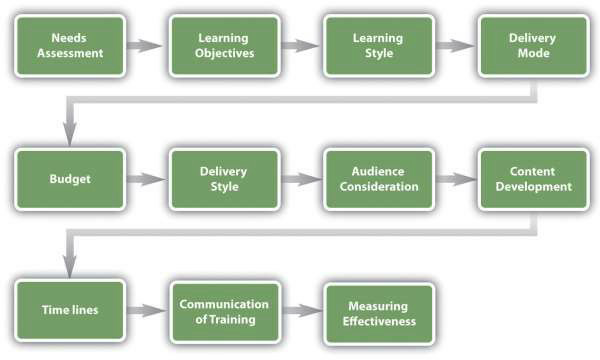 Needs
Assessment
Learning
Objectives
Learning
Style
Delivery
Mode
Budget
Delivery
Style
Audience
Consideration
Content
Development
Time lines
Communication
of Training
Measuring
Effectiveness